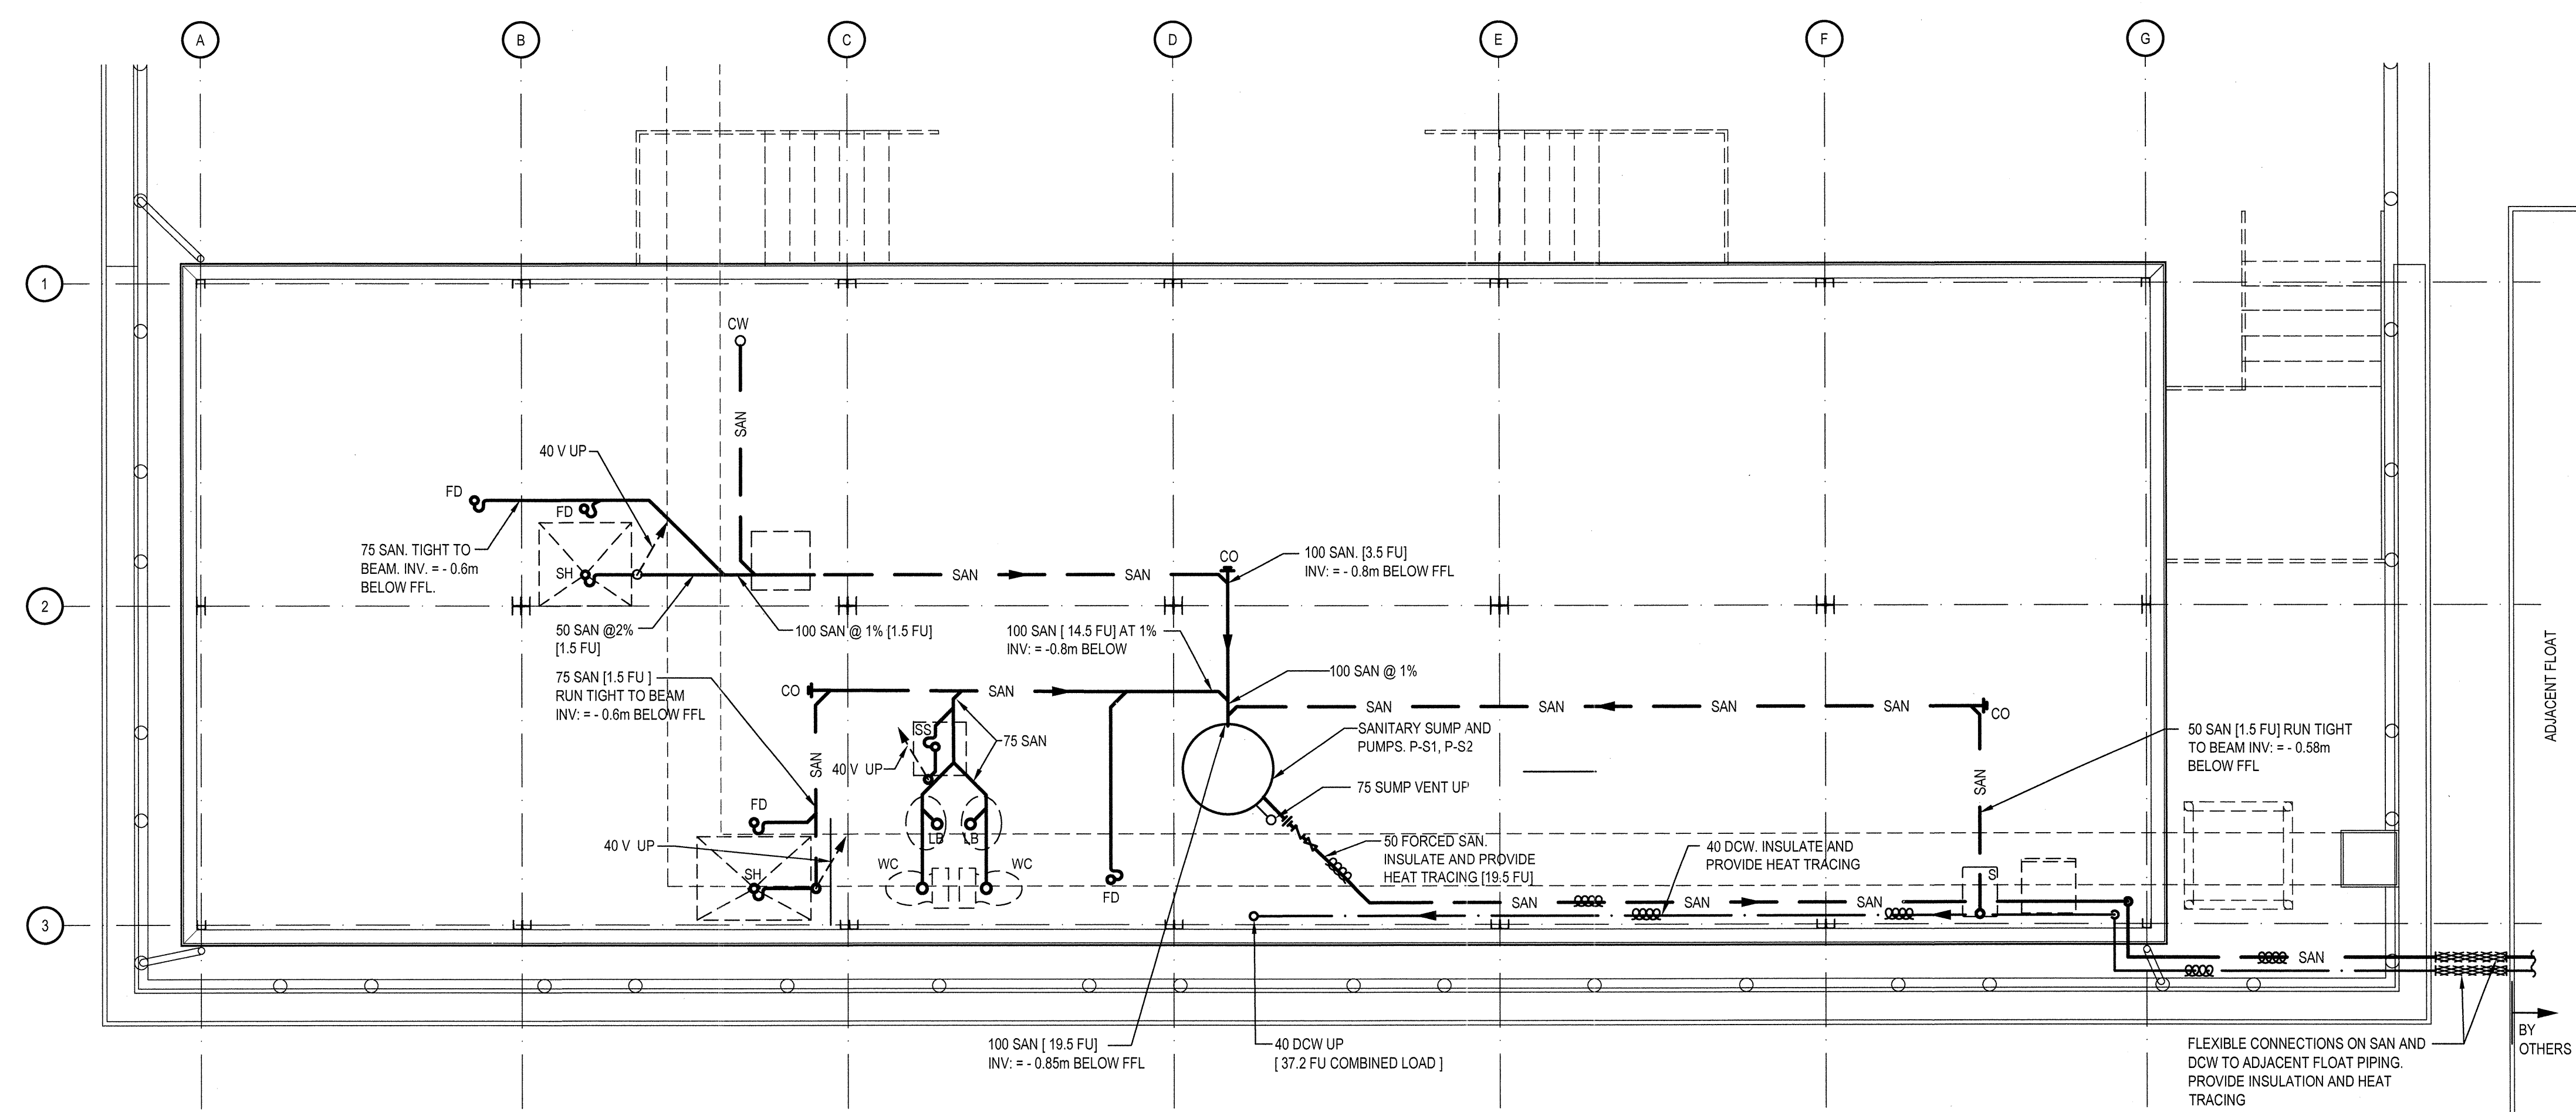 A
B
C
D
E
F
G
1
CW
SAN
40 V UP
FD
FD
75 SAN. TIGHT TO
BEAM. INV. = - 0.6m
BELOW FFL.
SH
SAN
SAN
CO
100 SAN. [3.5 FU]
INV: = - 0.8m BELOW FFL
2
50 SAN @2%
[1.5 FU]
100 SAN @ 1% [1.5 FU]
100 SAN [ 14.5 FU] AT 1%
INV: = -0.8m BELOW
100 SAN @ 1%
75 SAN [1.5 FU ]
RUN TIGHT TO BEAM
INV: = - 0.6m BELOW FFL
CO
SAN
SAN
SAN
SAN
SAN
CO
ADJACENT FLOAT
SS
75 SAN
SAN
40 V UP
SANITARY SUMP AND
PUMPS. P-S1, P-S2
50 SAN [1.5 FU] RUN TIGHT
TO BEAM INV: = - 0.58m
BELOW FFL
SAN
75 SUMP VENT UP
FD
LB
LB
40 V UP
50 FORCED SAN.
INSULATE AND PROVIDE
HEAT TRACING [19.5 FU]
40 DCW. INSULATE AND
PROVIDE HEAT TRACING
SH
WC
WC
FD
S
3
SAN
SAN
SAN
SAN
100 SAN [ 19.5 FU]
INV: = - 0.85m BELOW FFL
40 DCW UP
[ 37.2 FU COMBINED LOAD ]
FLEXIBLE CONNECTIONS ON SAN AND
DCW TO ADJACENT FLOAT PIPING.
PROVIDE INSULATION AND HEAT
TRACING
BY
OTHERS